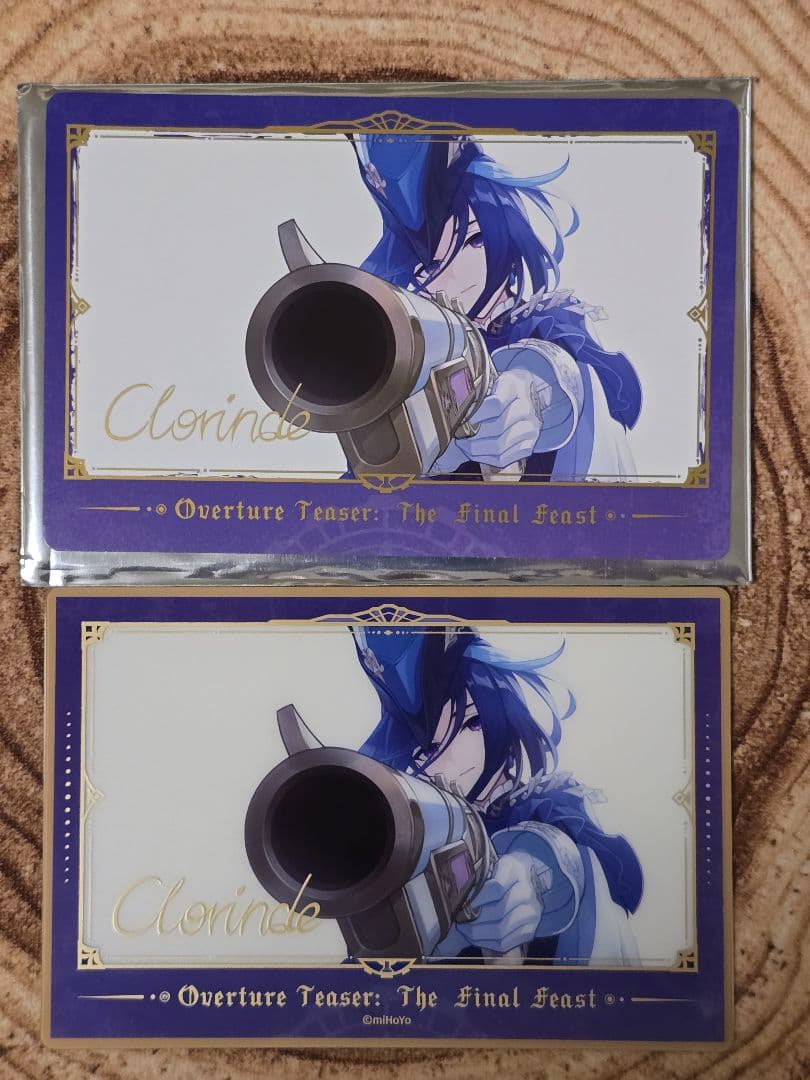 Clorinde
Overture Teaser: The Final Feast
Clorinde
Overture Teaser: The Final Feast
©miHoYo